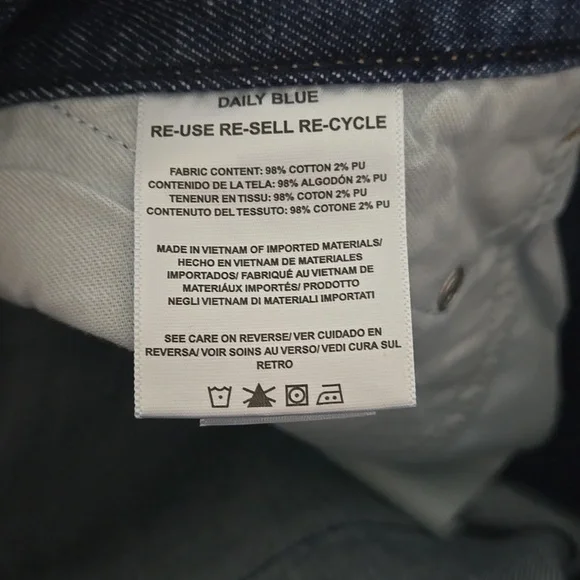 DAILY BLUE
RE-USE RE-SELL RE-CYCLE
FABRIC CONTENT: 98% COTTON 2% PU
CONTENIDO DE LA TELA: 98% ALGODÓN 2% PU
TENENUR EN TISSU: 98% COTON 2% PU
CONTENUTO DEL TESSUTO: 98% COTONE 2% PU
MADE IN VIETNAM OF IMPORTED MATERIALS/
HECHO EN VIETNAM DE MATERIALES
IMPORTADOS/ FABRIQUÉ AU VIETNAM DE
MATERIÁUX IMPORTÉS/ PRODOTTO
NEGLI VIETNAM DI MATERIALI IMPORTATI
SEE CARE ON REVERSE/ VER CUIDADO EN
REVERSA/ VOIR SOINS AU VERSO/ VEDI CURA SUL
RETRO